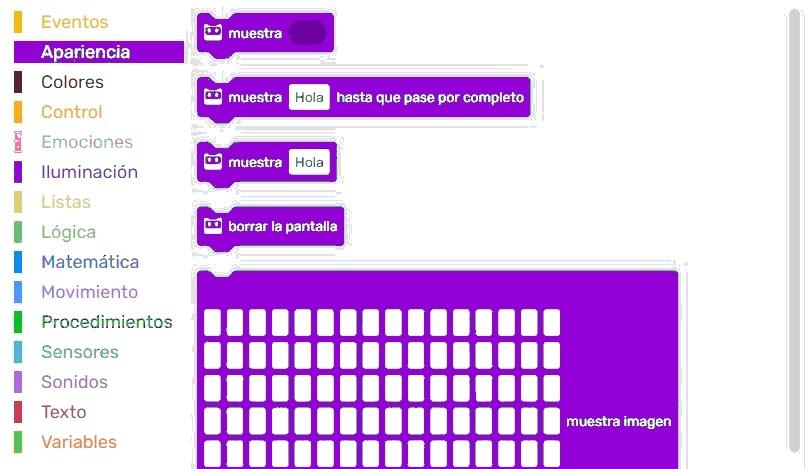 Eventos
Apariencia
Colores
Control
Emociones
Iluminación
Listas
Lógica
Matemática
Movimiento
Procedimientos
Sensores
Sonidos
Texto
Variables
muestra
muestra Hola hasta que pase por completo
muestra Hola
borrar la pantalla
muestra imagen